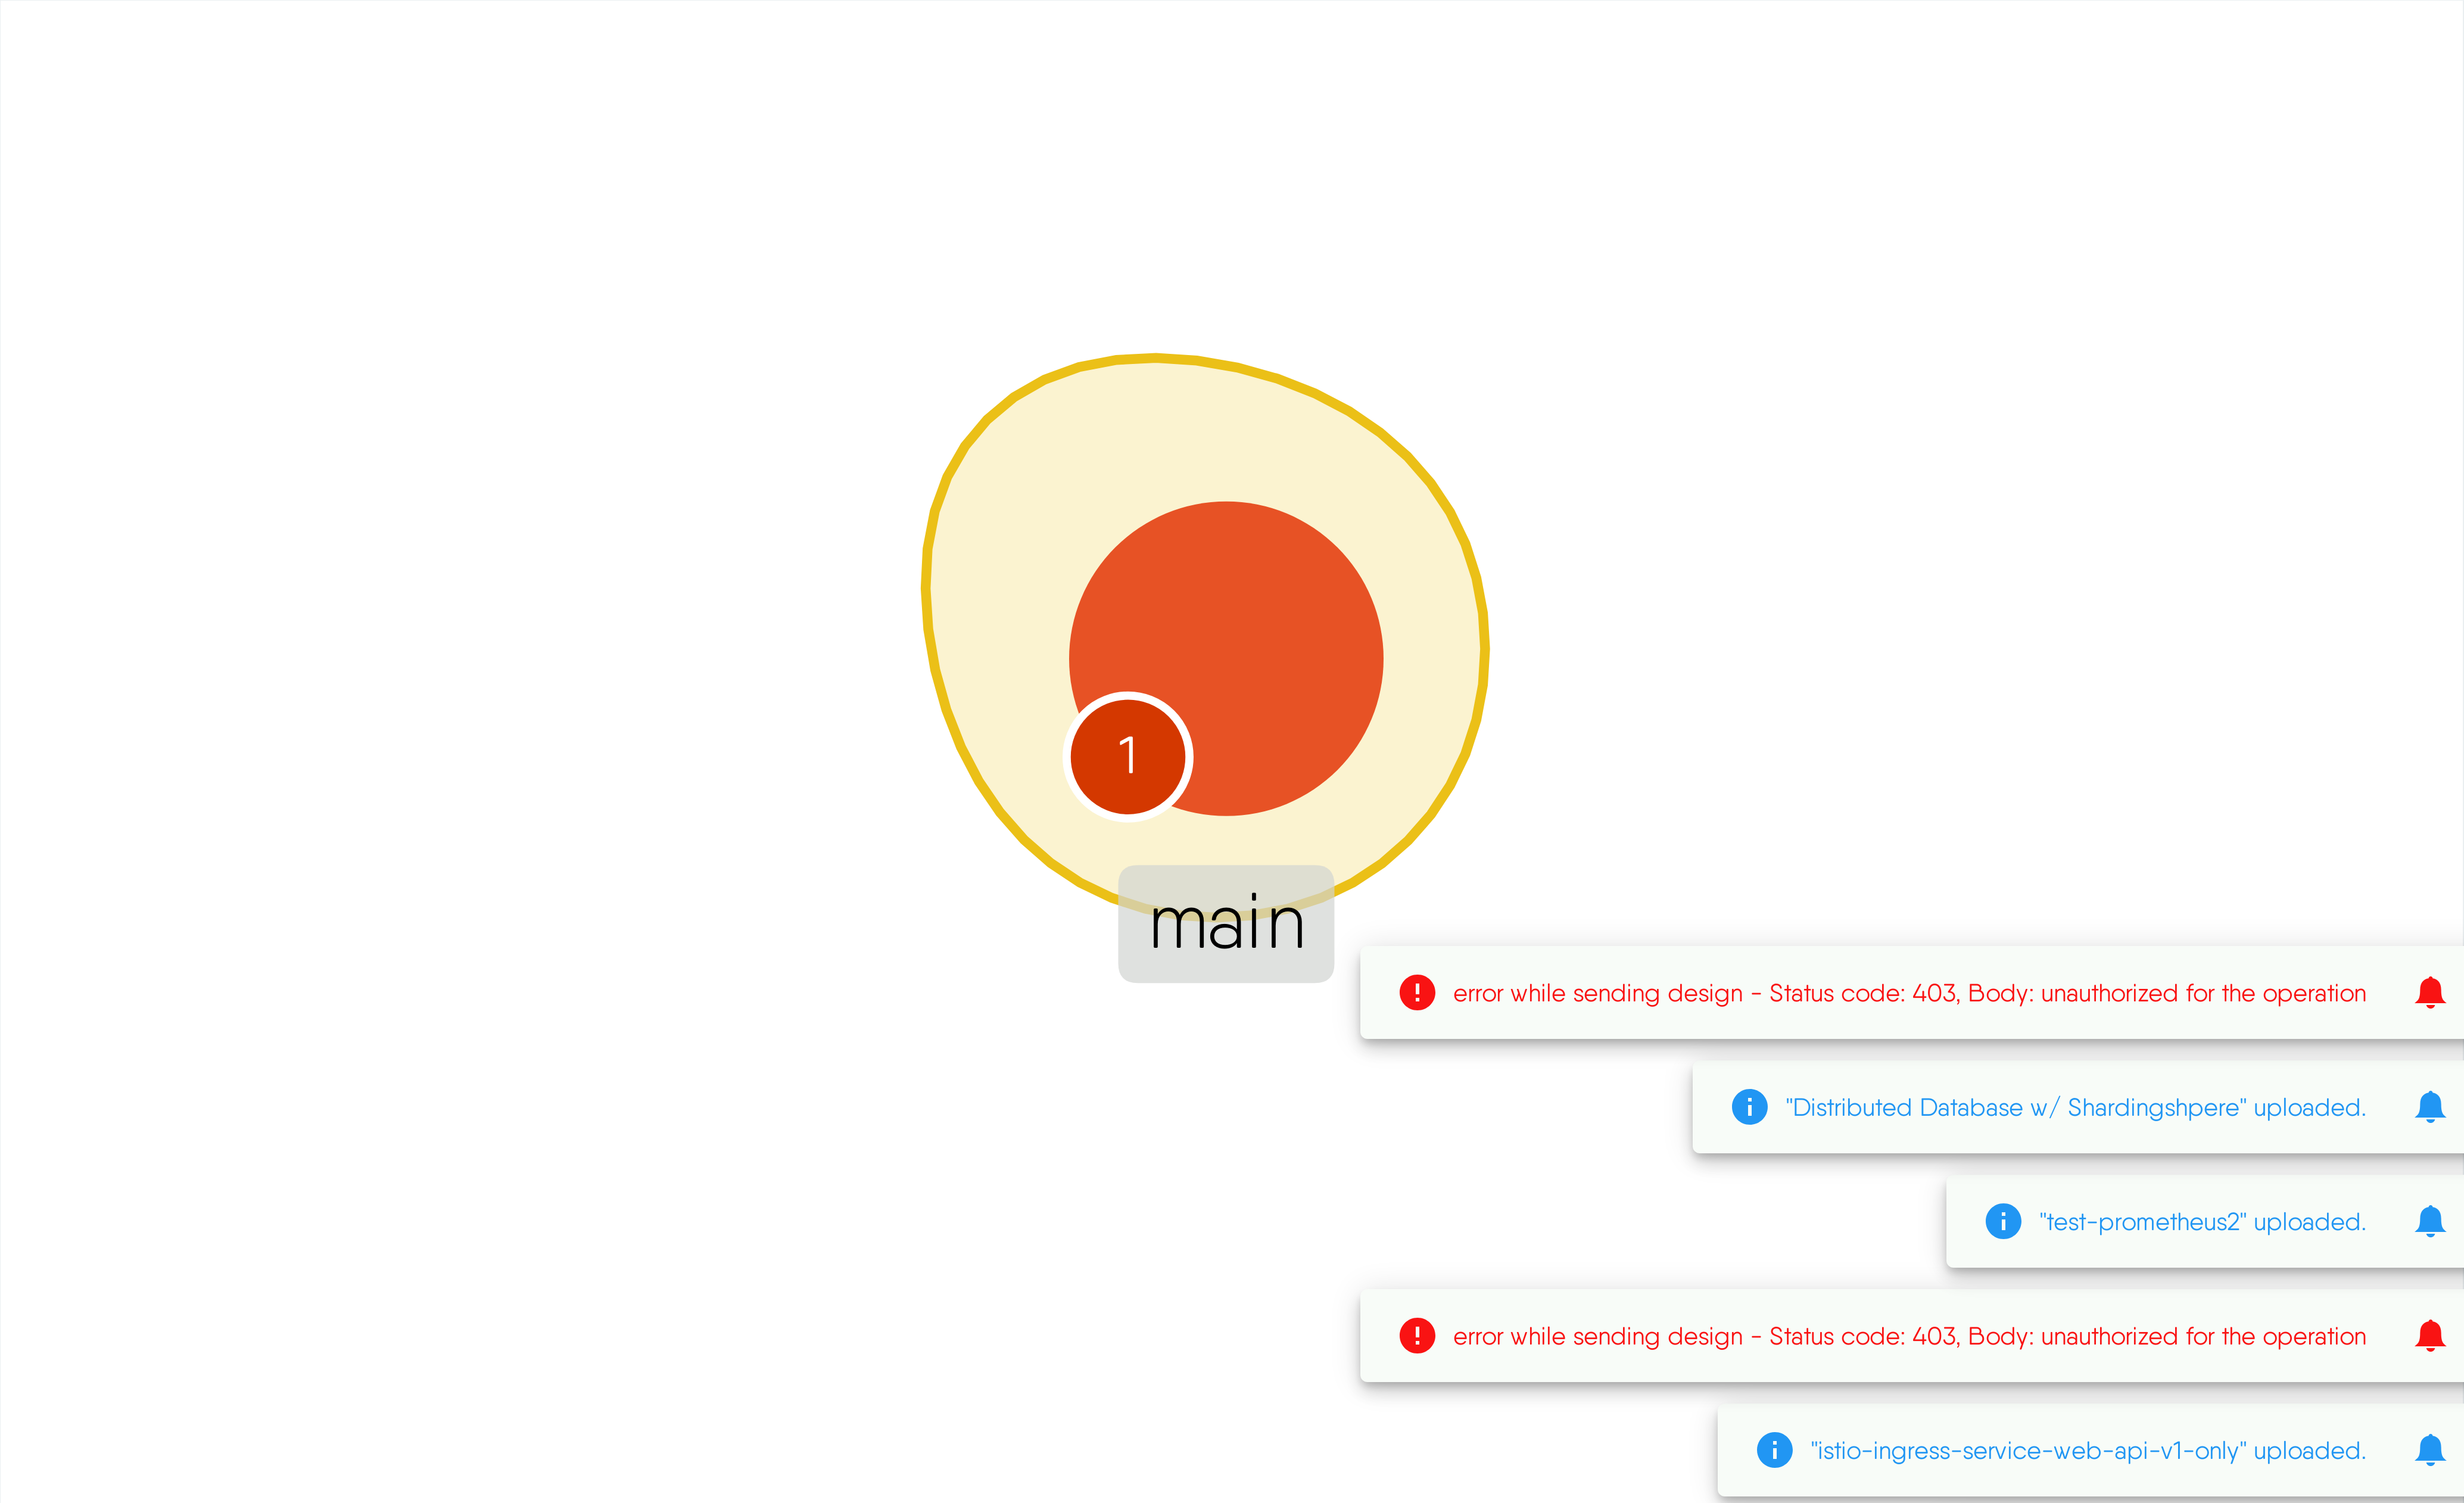 1
main
error while sending design - Status code: 403, Body: unauthorized for the operation
"Distributed Database w/ Shardingshpere" uploaded.
"test-prometheus2" uploaded.
error while sending design - Status code: 403, Body: unauthorized for the operation
"istio-ingress-service-web-api-v1-only" uploaded.